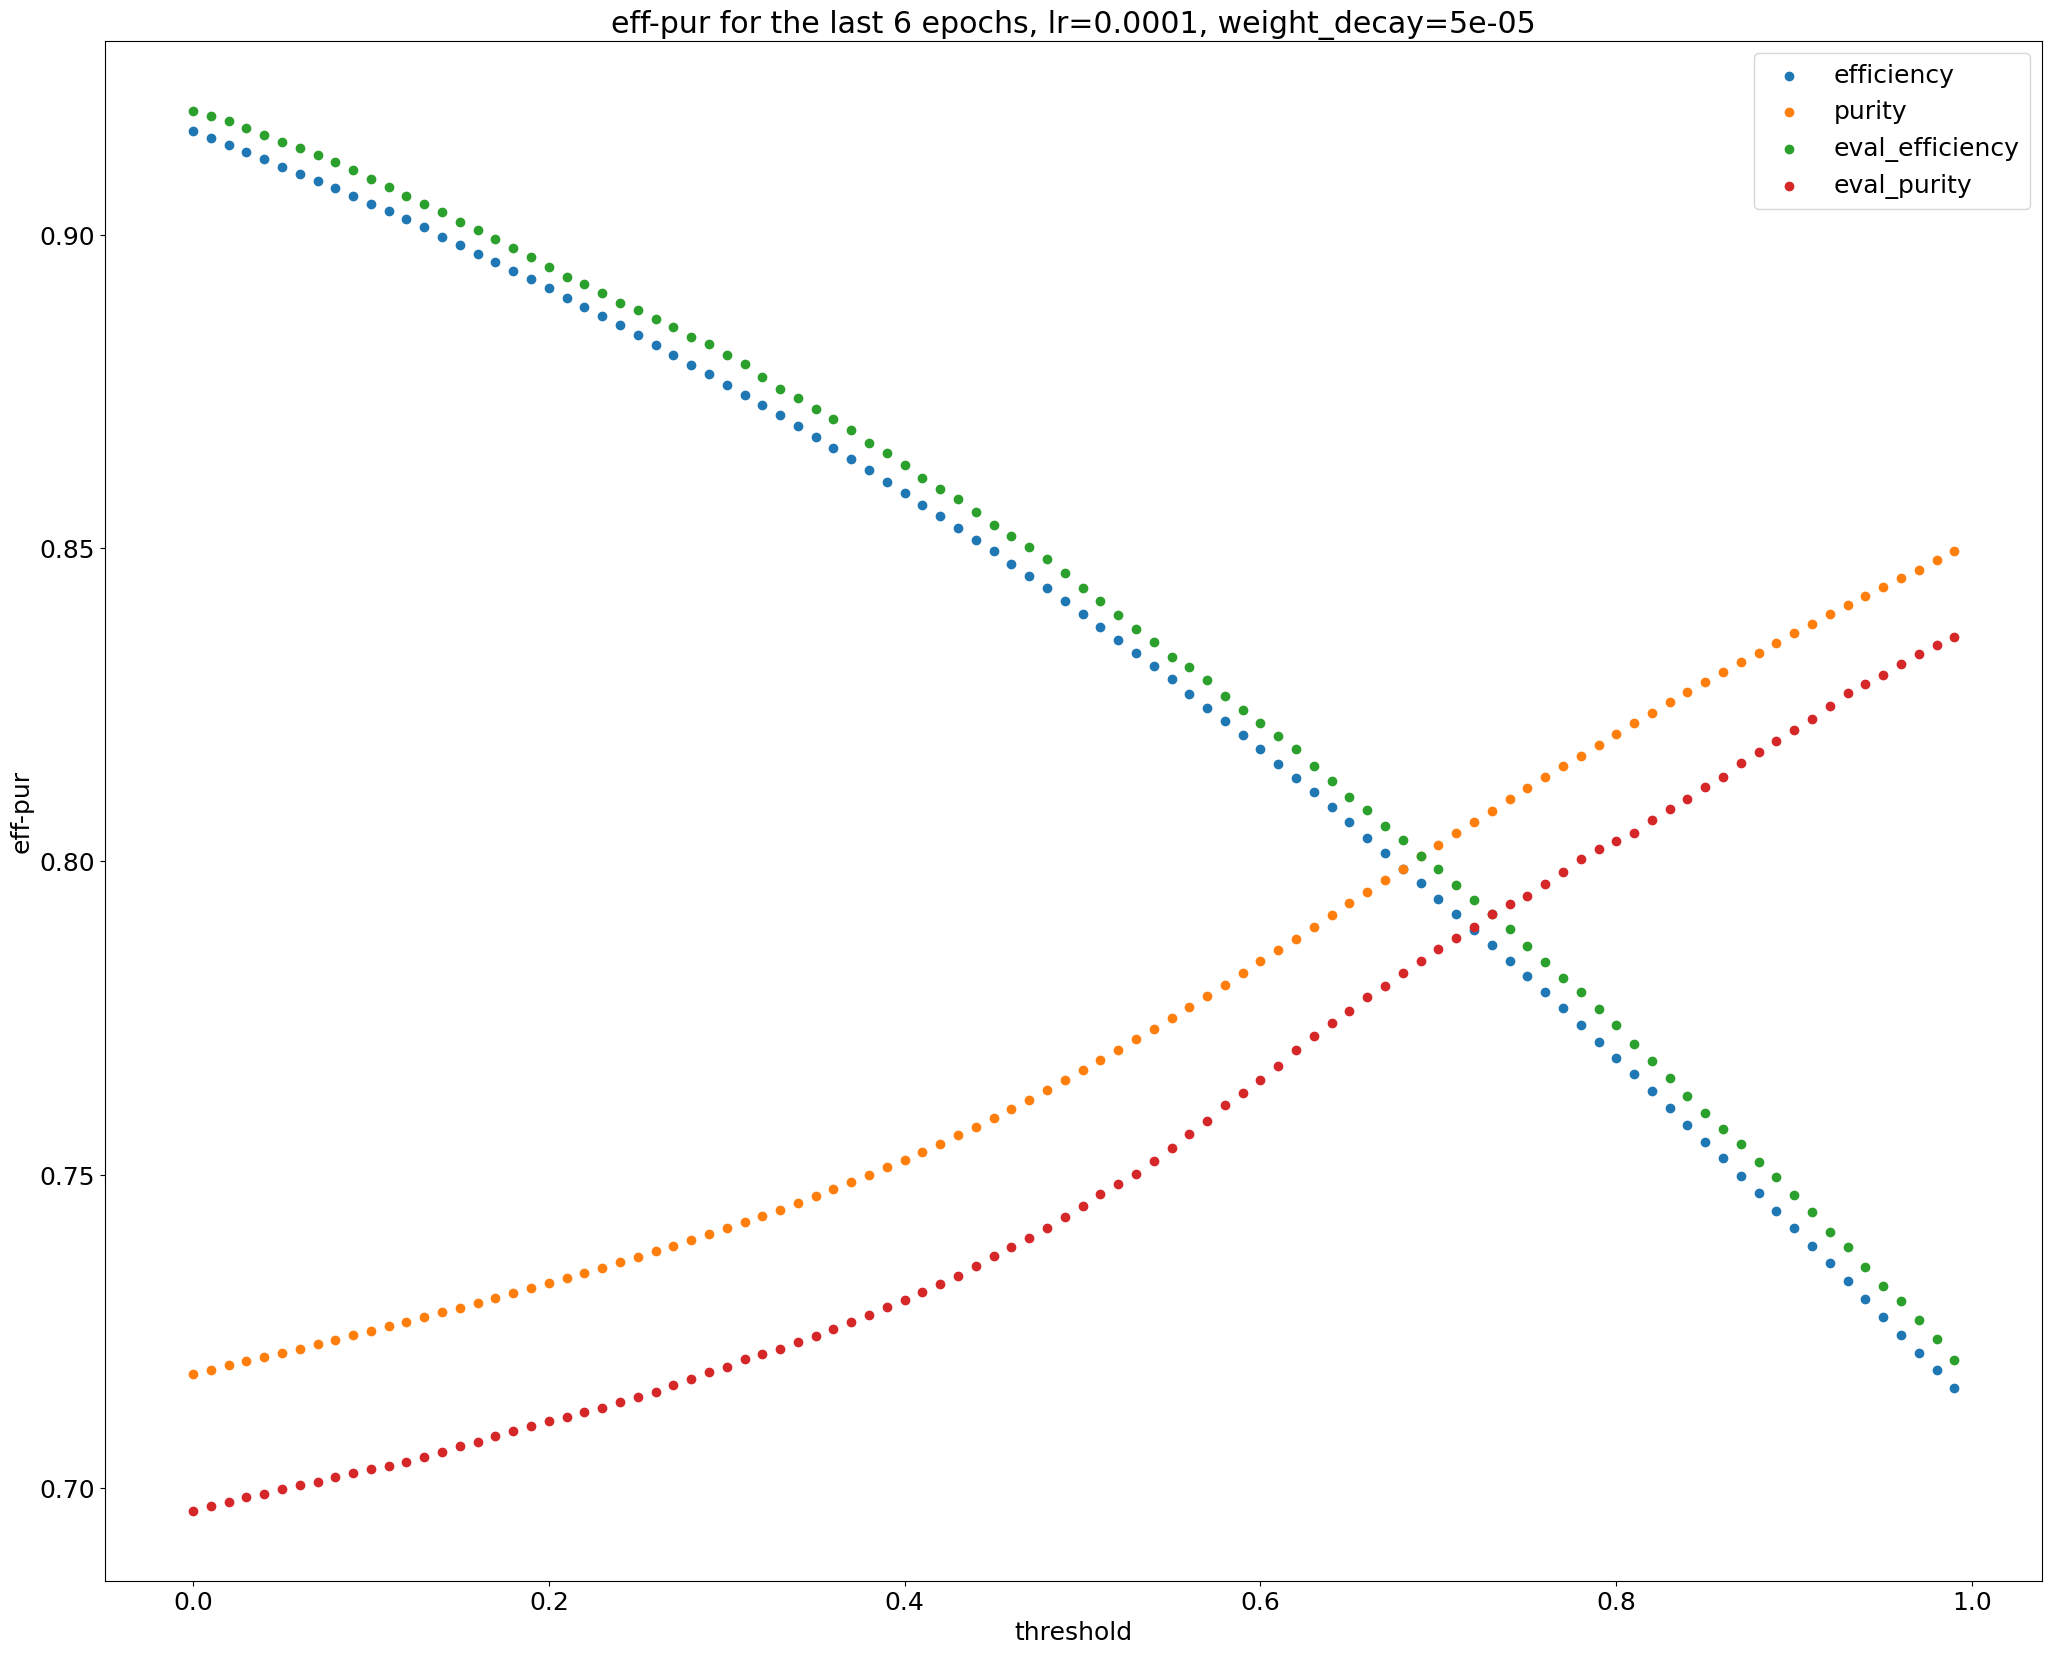 eff-pur for the last 6 epochs, lr=0.0001, weight_decay=5e-05
efficiency
purity
eval_efficiency
eval_purity
0.90
0.85
0.80
0.75
0.70
eff-pur
0.0 0.2 0.4 0.6 0.8 1.0
threshold